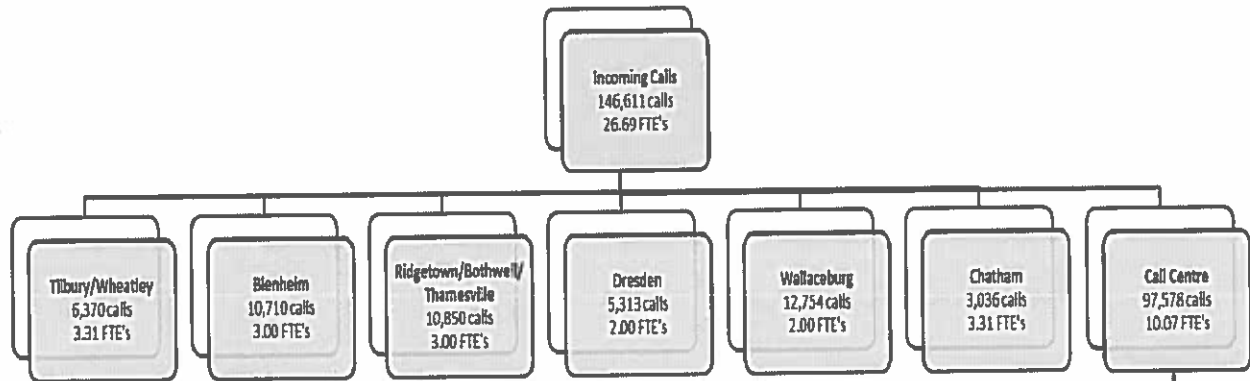 Incoming Calls
146,611 calls
26.69 FTE's
Tilbury/Wheatley
6,370 calls
3.31 FTE's
Blenheim
10,710 calls
3.00 FTE's
Ridgetown/Bothwell/
Thamesville
10,850 calls
3.00 FTE's
Dresden
5,313 calls
2.00 FTE's
Wallaceburg
12,754 calls
2.00 FTE's
Chatham
3,036 calls
3.31 FTE's
Call Centre
97,578 calls
10.07 FTE's